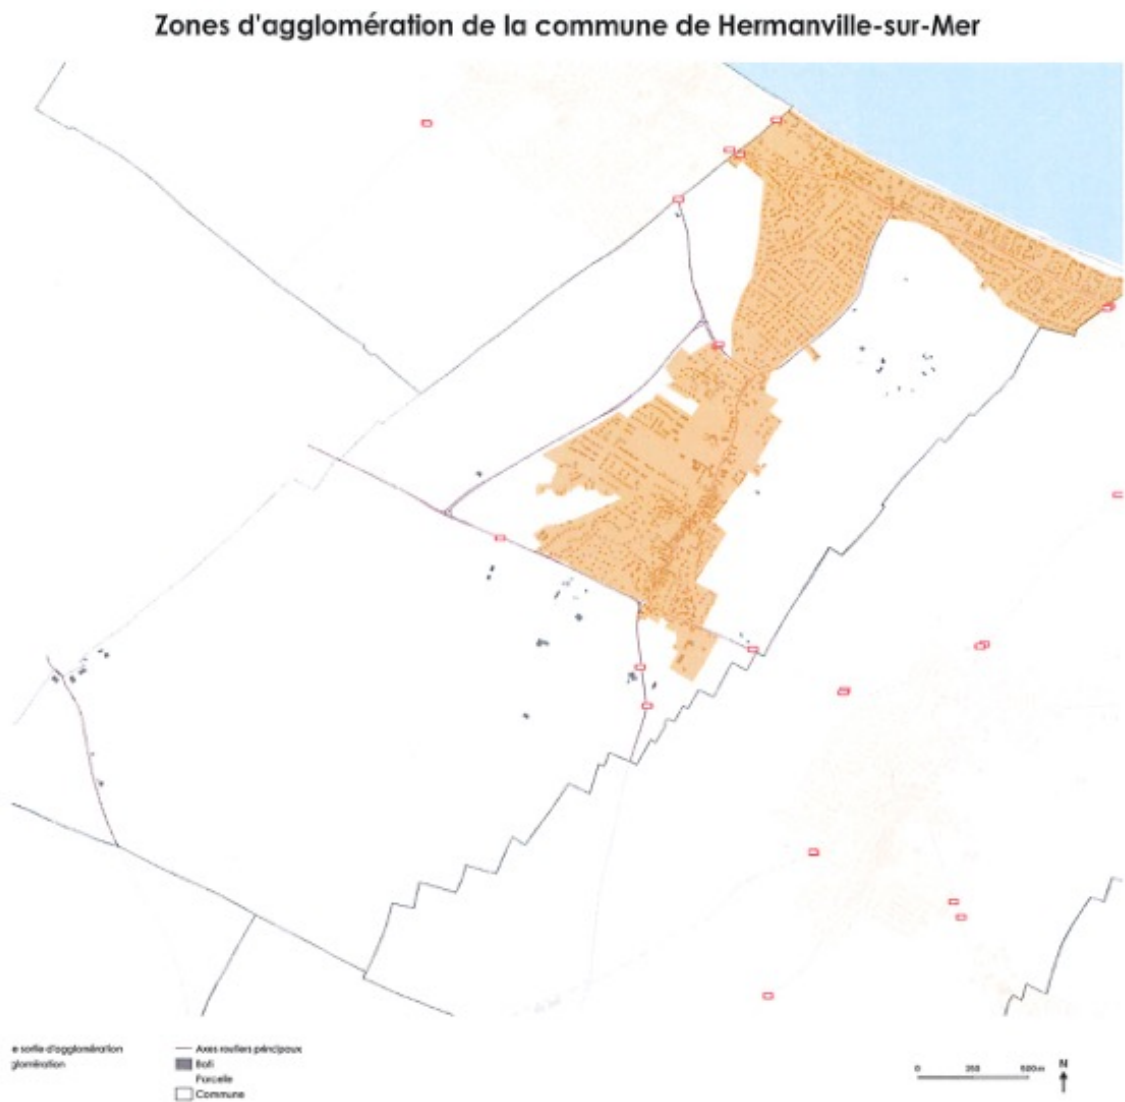 Zones d'agglomération de la commune de Hermanville-sur-Mer
e sortie d'agglomération
glomération
Axes routiers principaux
Bati
Parcelle
Commune
0 250 500m
N